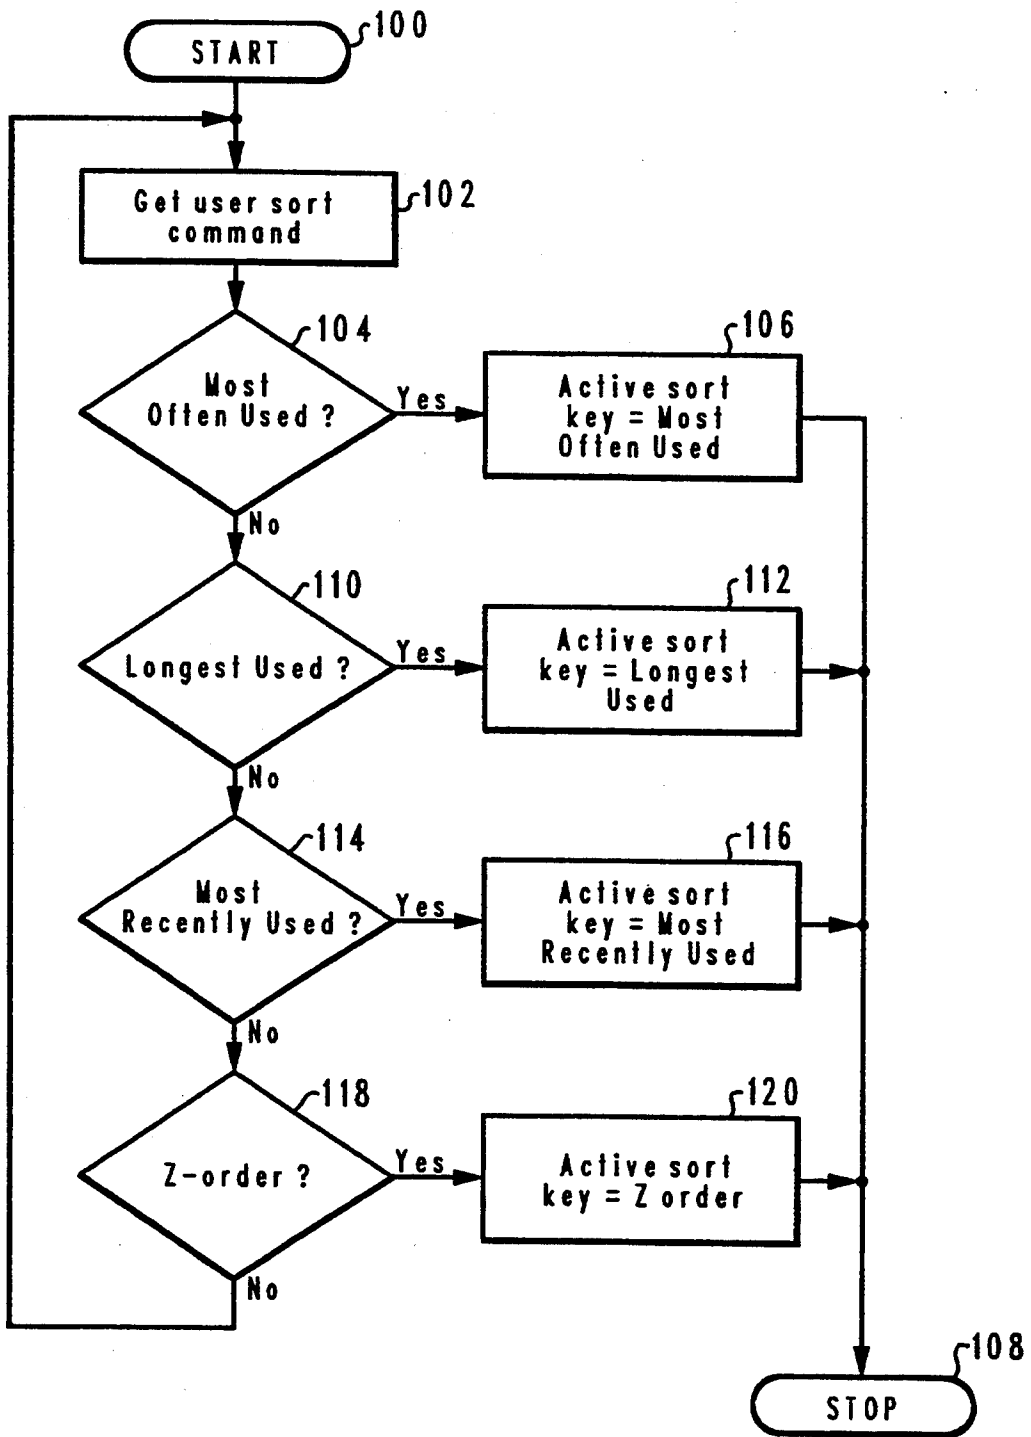 100
START
Get user sort
command
102
104
Most
Often Used ?
Yes
106
Active sort
key = Most
Often Used
No
110
Longest Used ?
Yes
112
Active sort
key = Longest
Used
No
114
Most
Recently Used ?
Yes
116
Active sort
key = Most
Recently Used
No
118
Z-order ?
Yes
120
Active sort
key = Z order
No
108
STOP